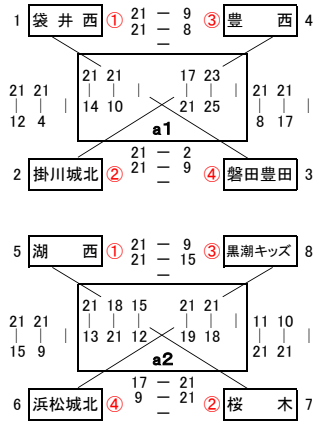 1 袋井西 ① 21 － 9 ③ 豊西 4
21 － 8
－
21 21 17 23
21 21 | | | | | 21 21
| | | 14 10 21 25 | | |
12 4 8 17
a1
21 － 2
2 掛川城北 ② 21 － 9 ④ 磐田豊田 3
－
5 湖西 ① 21 － 9 ③ 黒潮キッズ 8
21 － 15
－
21 18 15 21 21
21 21 | | | | | | 11 10
| | | 13 21 12 19 18 | | |
15 9 21 21
a2
17 － 21
6 浜松城北 ④ 9 － 21 ② 桜木 7
－